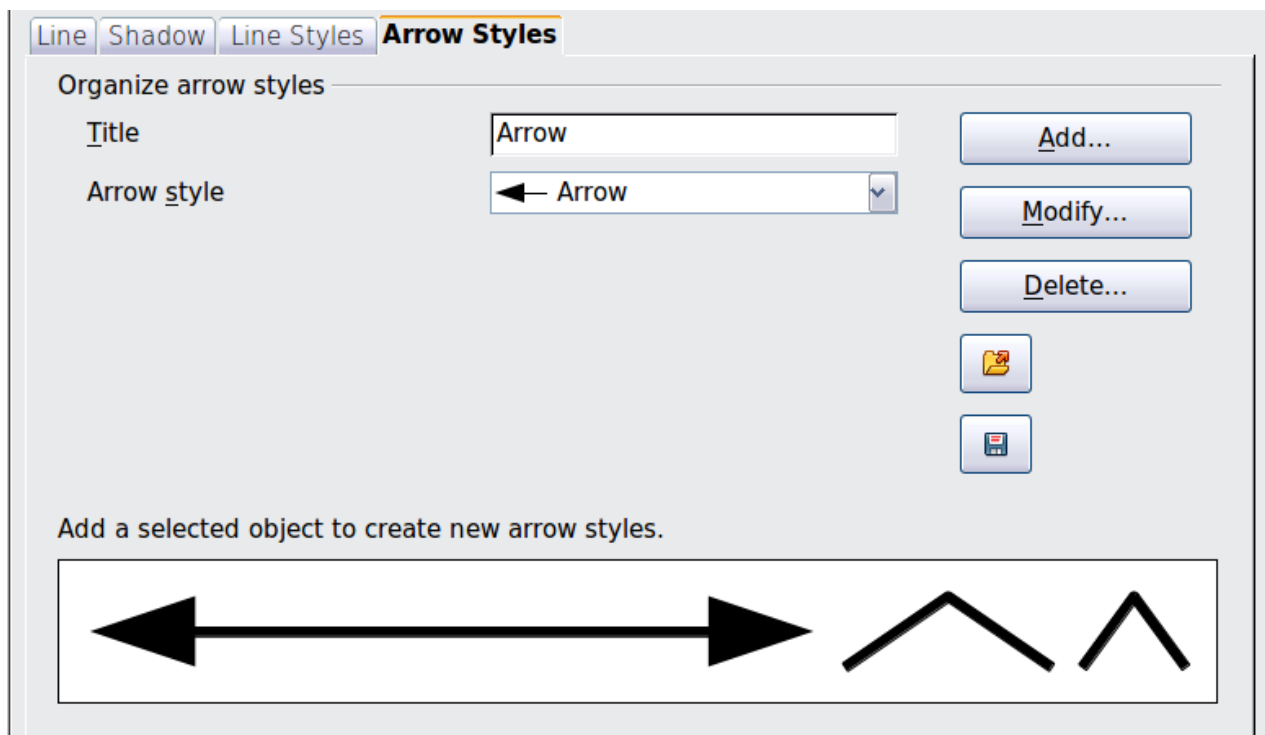 Line Shadow Line Styles Arrow Styles
Organize arrow styles
Title Arrow Add...
Arrow style Arrow Modify...
Delete...
Add a selected object to create new arrow styles.